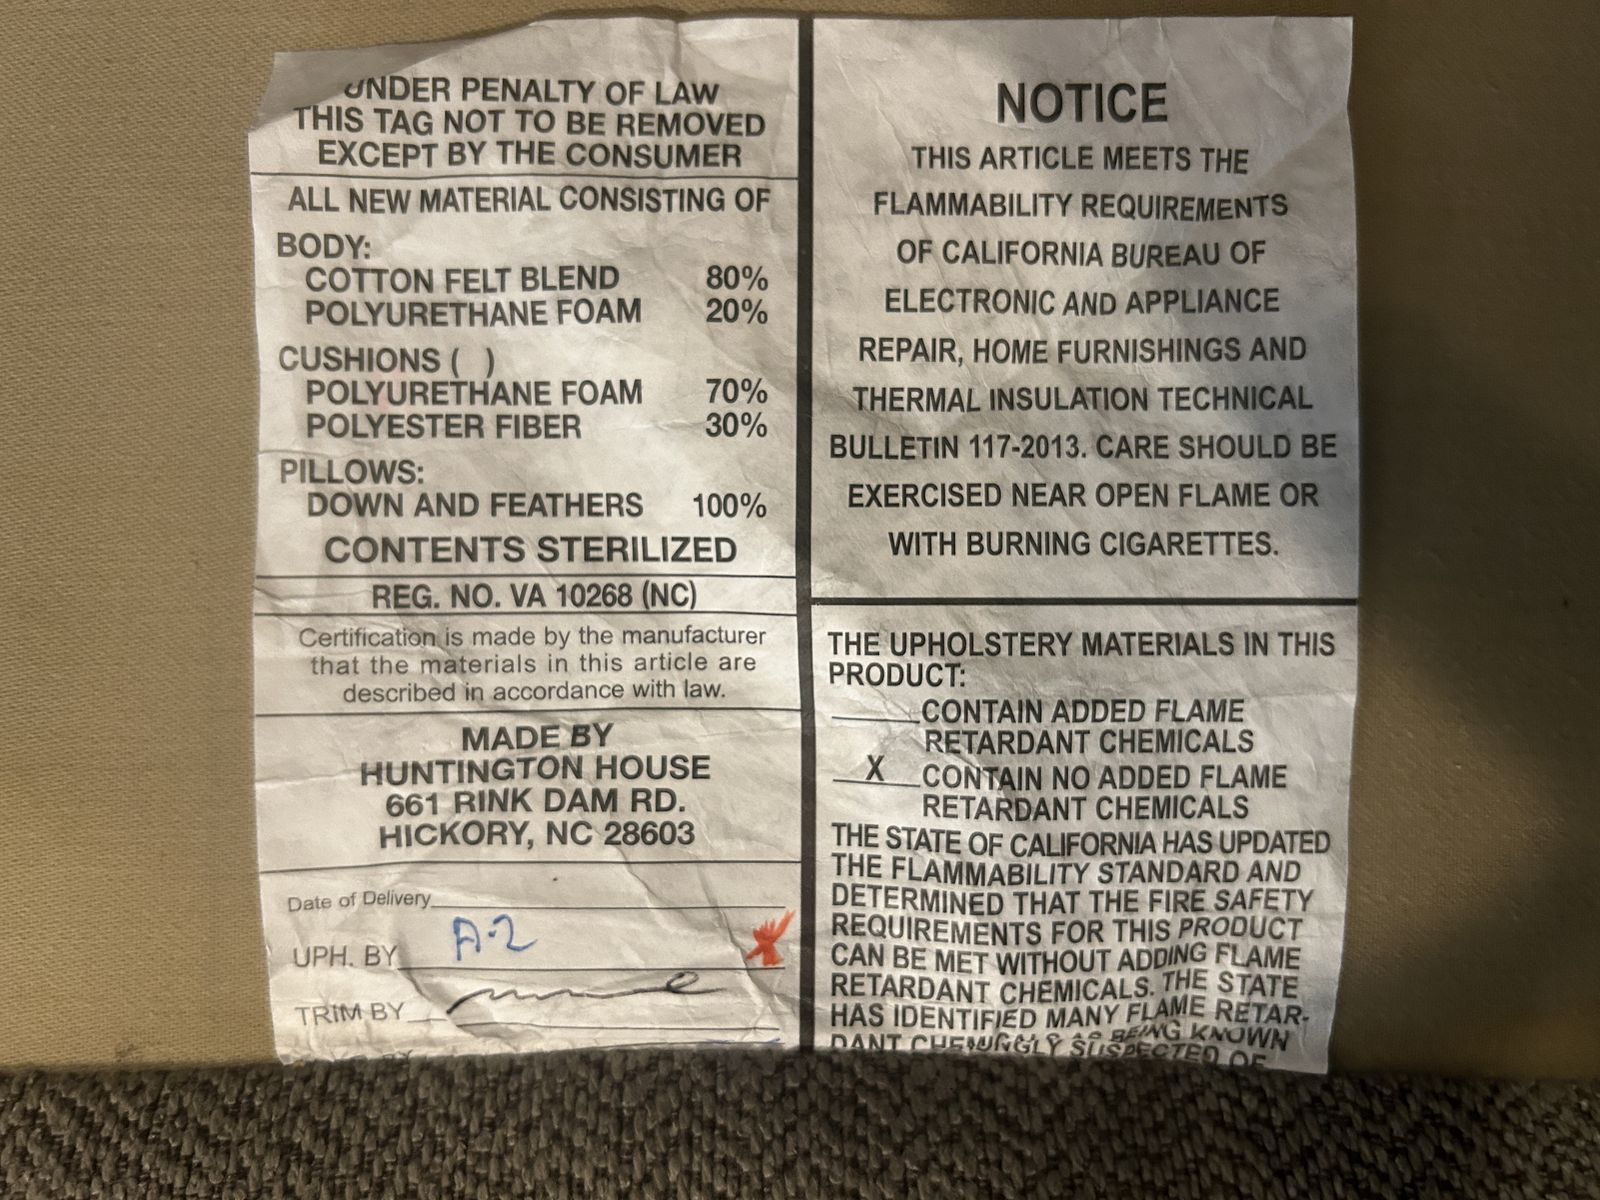 UNDER PENALTY OF LAW
THIS TAG NOT TO BE REMOVED
EXCEPT BY THE CONSUMER
ALL NEW MATERIAL CONSISTING OF
BODY:
COTTON FELT BLEND 80%
POLYURETHANE FOAM 20%
CUSHIONS ( )
POLYURETHANE FOAM 70%
POLYESTER FIBER 30%
PILLOWS:
DOWN AND FEATHERS 100%
CONTENTS STERILIZED
REG. NO. VA 10268 (NC)
Certification is made by the manufacturer
that the materials in this article are
described in accordance with law.
MADE BY
HUNTINGTON HOUSE
661 RINK DAM RD.
HICKORY, NC 28603
Date of Delivery
UPH. BY A-2
TRIM BY
NOTICE
THIS ARTICLE MEETS THE
FLAMMABILITY REQUIREMENTS
OF CALIFORNIA BUREAU OF
ELECTRONIC AND APPLIANCE
REPAIR, HOME FURNISHINGS AND
THERMAL INSULATION TECHNICAL
BULLETIN 117-2013. CARE SHOULD BE
EXERCISED NEAR OPEN FLAME OR
WITH BURNING CIGARETTES.
THE UPHOLSTERY MATERIALS IN THIS
PRODUCT:
CONTAIN ADDED FLAME
RETARDANT CHEMICALS
X CONTAIN NO ADDED FLAME
RETARDANT CHEMICALS
THE STATE OF CALIFORNIA HAS UPDATED
THE FLAMMABILITY STANDARD AND
DETERMINED THAT THE FIRE SAFETY
REQUIREMENTS FOR THIS PRODUCT
CAN BE MET WITHOUT ADDING FLAME
RETARDANT CHEMICALS. THE STATE
HAS IDENTIFIED MANY FLAME RETAR-
DANT BEING KNOWN
SUSPECTED OF